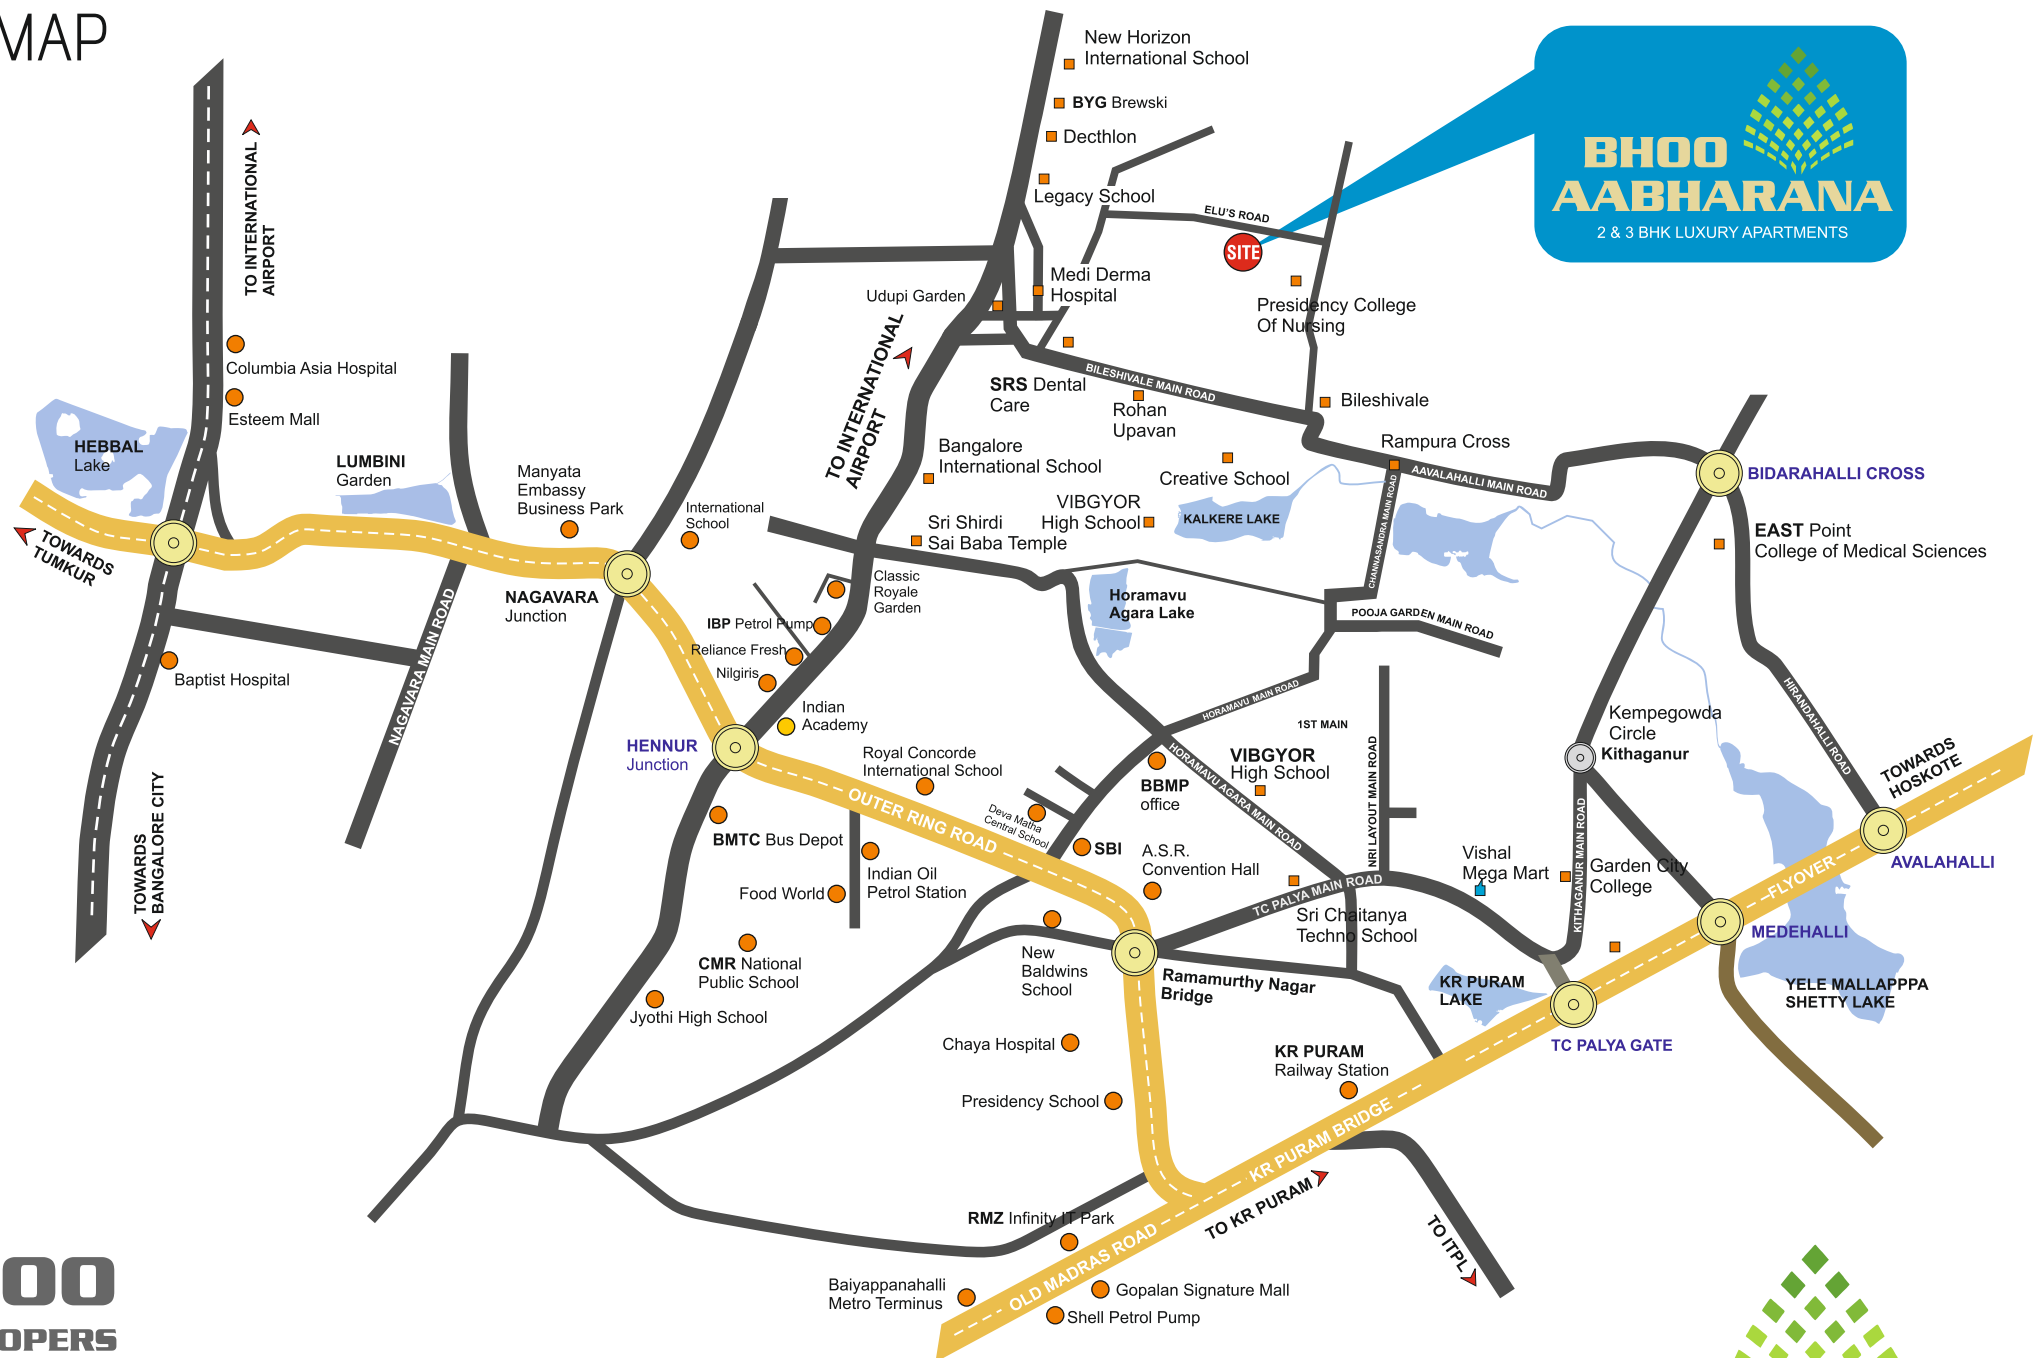 MAP
New Horizon
International School
BYG Brewski
Decthlon
Legacy School
ELU'S ROAD
SITE
BHOO
AABHARANA
2 & 3 BHK LUXURY APARTMENTS
TO INTERNATIONAL
AIRPORT
Medi Derma
Hospital
Udupi Garden
Presidency College
Of Nursing
Columbia Asia Hospital
Esteem Mall
TO INTERNATIONAL
AIRPORT
BILESHIVALE MAIN ROAD
SRS Dental
Care
Rohan
Upavan
Bileshivale
Rampura Cross
AAVALAHALLI MAIN ROAD
BIDARAHALLI CROSS
HEBBAL
Lake
LUMBINI
Garden
Manyata
Embassy
Business Park
International
School
Bangalore
International School
Creative School
VIBGYOR
High School
KALKERE LAKE
CHANNASANDRA MAIN ROAD
Sri Shirdi
Sai Baba Temple
EAST Point
College of Medical Sciences
TOWARDS
TUMKUR
NAGAVARA
Junction
Classic
Royale
Garden
Horamavu
Agara Lake
POOJA GARDEN MAIN ROAD
IBP Petrol Pump
Reliance Fresh
Nilgiris
NAGAVARA MAIN ROAD
Baptist Hospital
Indian
Academy
HORAMAVU MAIN ROAD
1ST MAIN
HIRANDAHALLI ROAD
Kempegowda
Circle
Kithaganur
HENNUR
Junction
Royal Concorde
International School
HORAMAVU AGARA MAIN ROAD
VIBGYOR
High School
NRI LAYOUT MAIN ROAD
TOWARDS
HOSKOTE
TOWARDS
BANGALORE CITY
OUTER RING ROAD
Deva Matha
Central School
BBMP
office
SBI
A.S.R.
Convention Hall
BMTC Bus Depot
Indian Oil
Petrol Station
Food World
TC PALYA MAIN ROAD
Vishal
Mega Mart
KITHAGANUR MAIN ROAD
Garden City
College
FLYOVER
AVALAHALLI
Sri Chaitanya
Techno School
MEDEHALLI
CMR National
Public School
New
Baldwins
School
Ramamurthy Nagar
Bridge
KR PURAM
LAKE
YELE MALLAPPPA
SHETTY LAKE
Jyothi High School
Chaya Hospital
KR PURAM
Railway Station
TC PALYA GATE
Presidency School
KR PURAM BRIDGE
TO KR PURAM
TO ITPL
RMZ Infinity IT Park
OLD MADRAS ROAD
Baiyappanahalli
Metro Terminus
Gopalan Signature Mall
Shell Petrol Pump
OO
OPERS